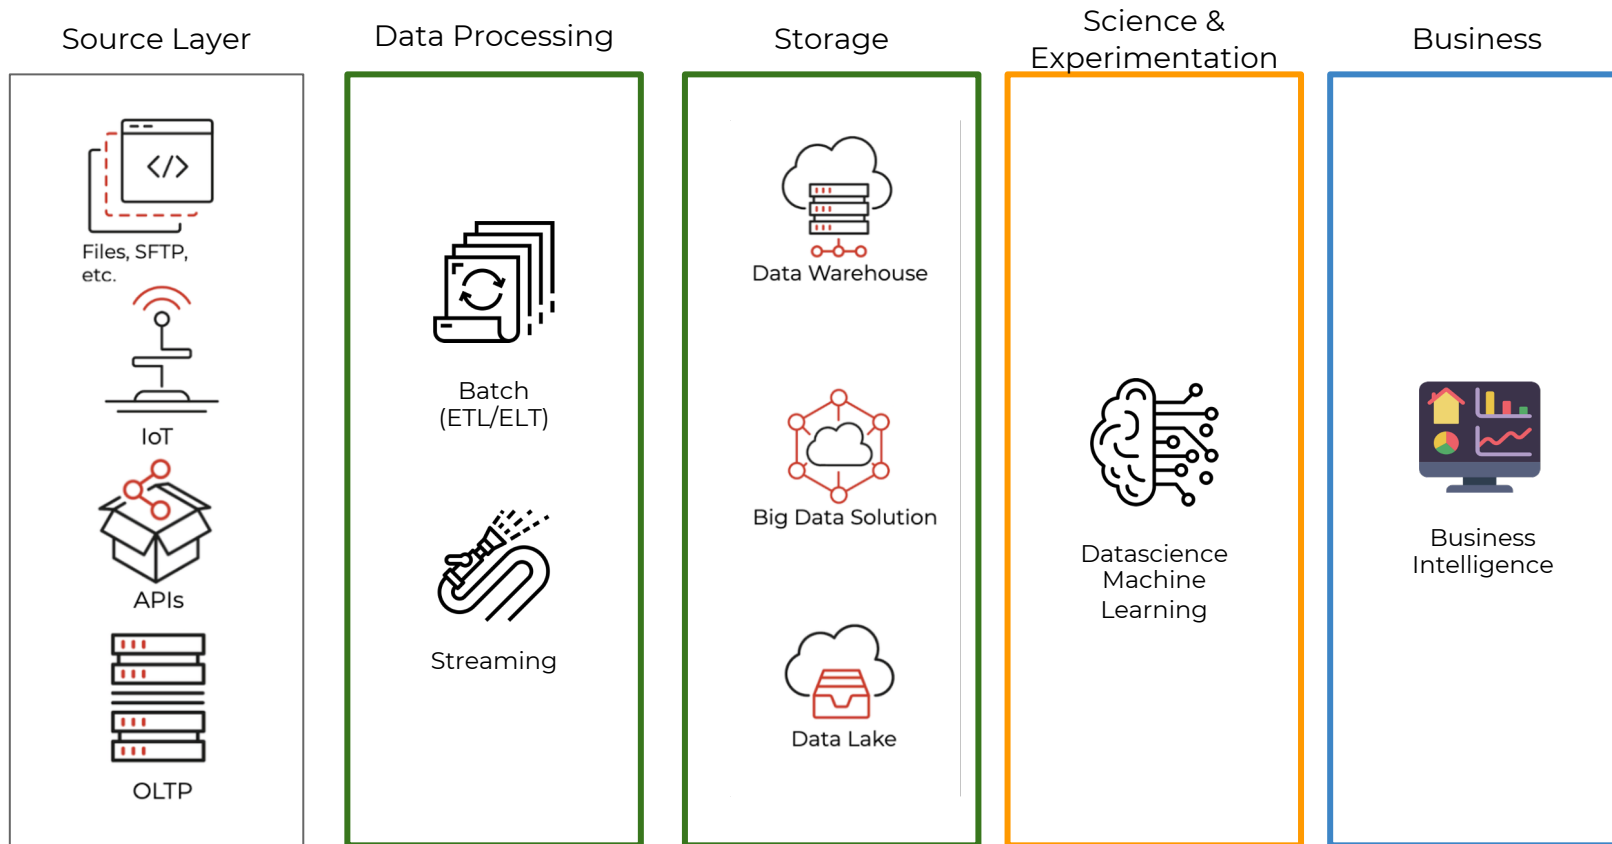 Source Layer
Data Processing
Storage
Science &
Experimentation
Business
</>
Files, SFTP,
etc.
IoT
APIs
OLTP
Batch
(ETL/ELT)
Streaming
Data Warehouse
Big Data Solution
Data Lake
Datascience
Machine
Learning
Business
Intelligence